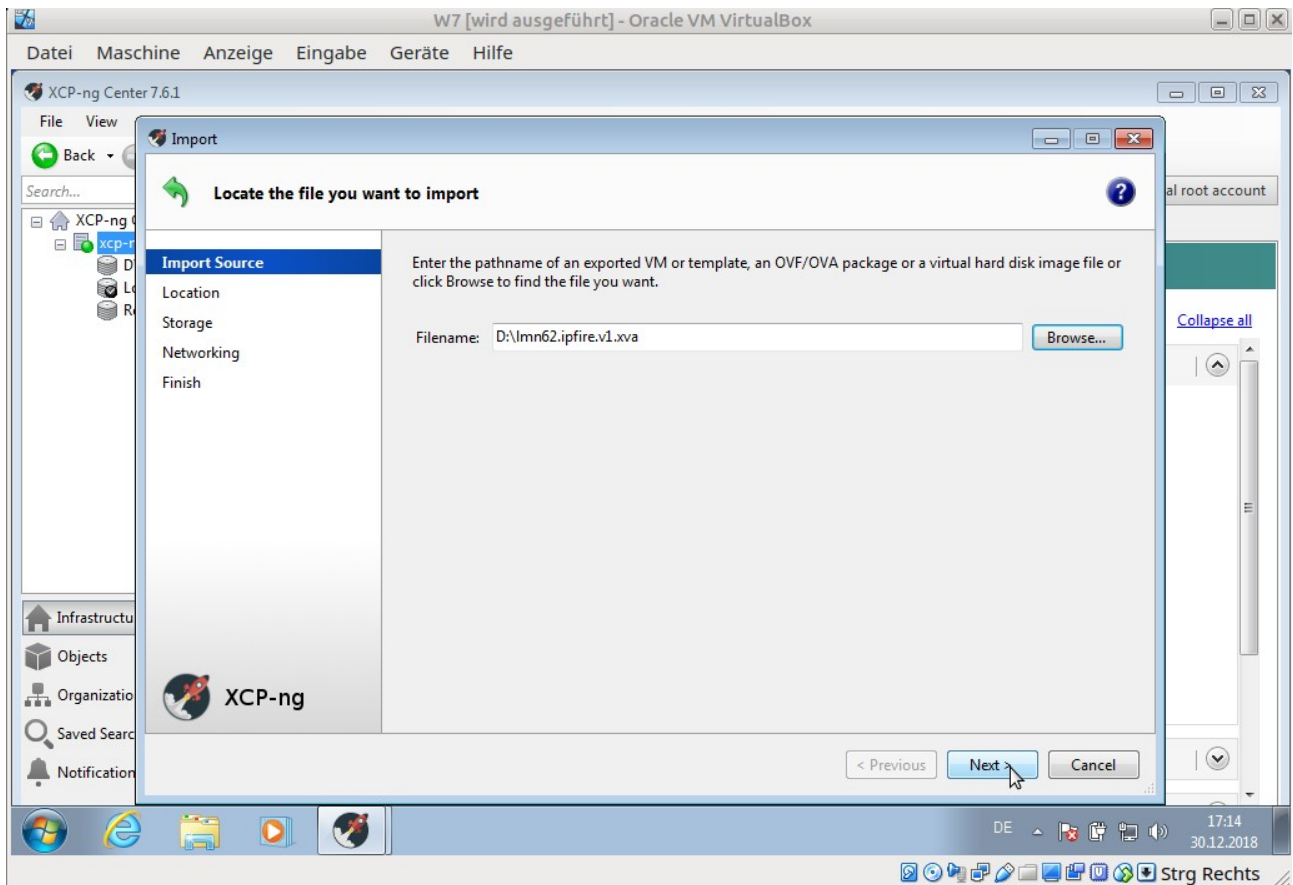 W7 [wird ausgeführt] - Oracle VM VirtualBox
Datei Maschine Anzeige Eingabe Geräte Hilfe
XCP-ng Center 7.6.1
File View
Import
Back
Locate the file you want to import
Search...
al root account
XCP-ng
xcp-n
D
Lo
Re
Import Source
Location
Storage
Networking
Finish
Enter the pathname of an exported VM or template, an OVF/OVA package or a virtual hard disk image file or
click Browse to find the file you want.
Filename: D:\lmn62.ipfire.v1.xva Browse...
Collapse all
Infrastructu
Objects
Organizatio
Saved Searc
Notification
XCP-ng
< Previous Next > Cancel
DE 17:14
30.12.2018
Strg Rechts